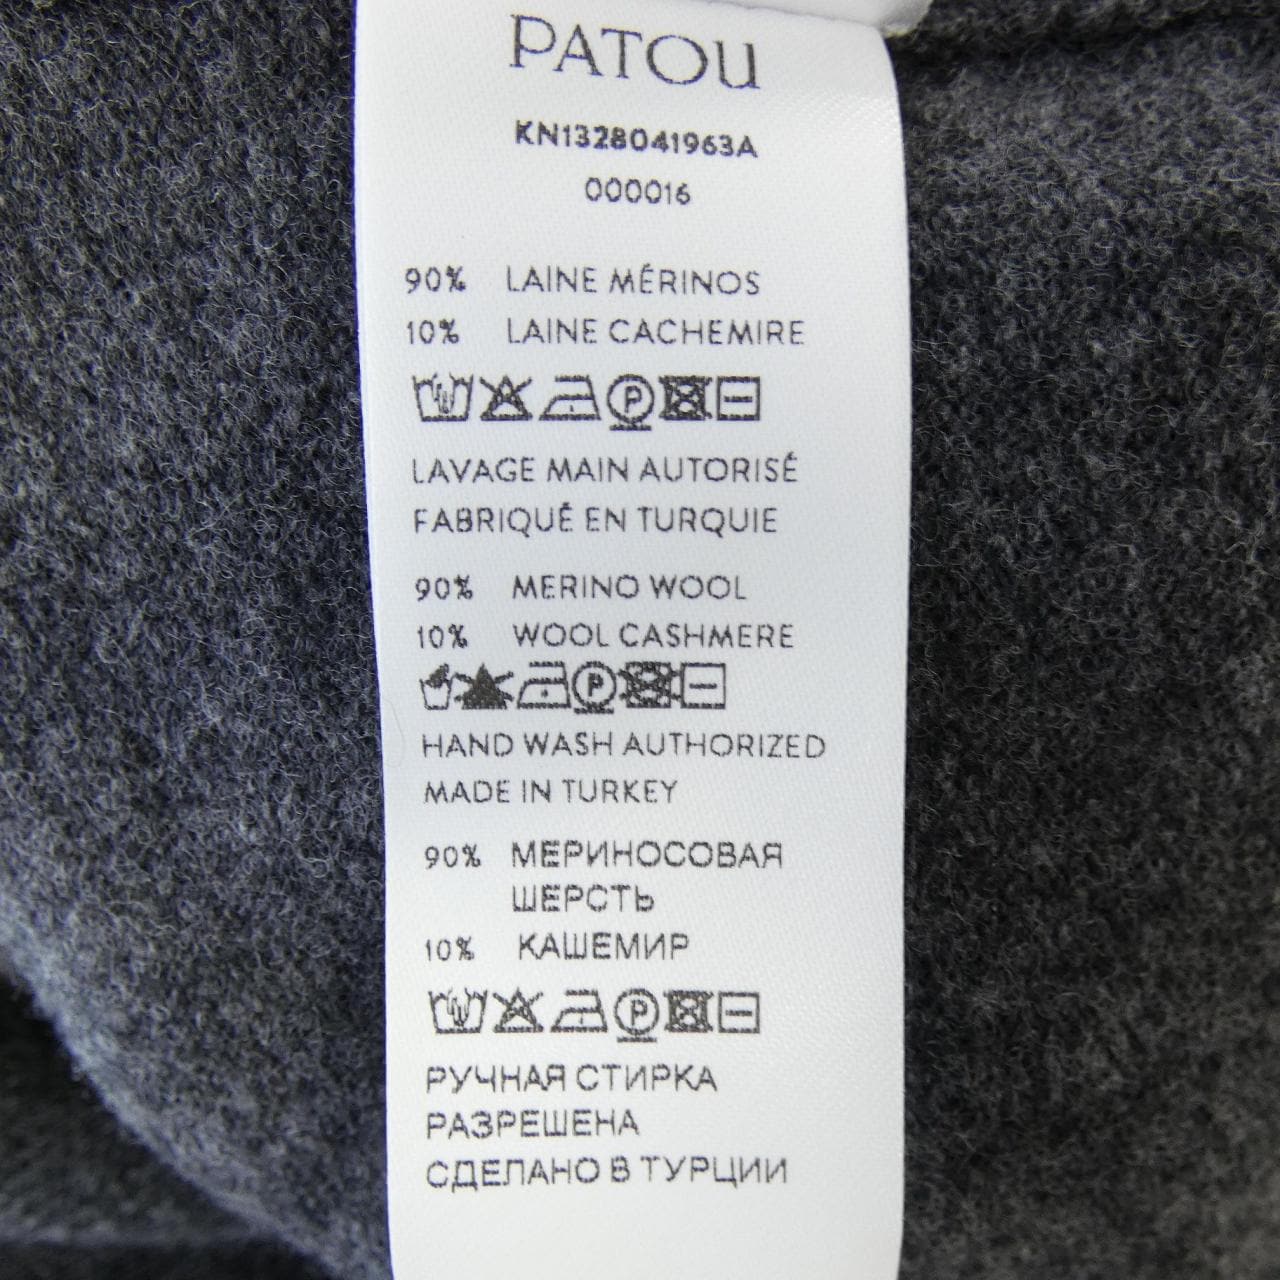 PATOU
KN1328041963A
000016
90% LAINE MÉRINOS
10% LAINE CACHEMIRE
P
LAVAGE MAIN AUTORISÉ
FABRIQUÉ EN TURQUIE
90% MERINO WOOL
10% WOOL CASHMERE
P
HAND WASH AUTHORIZED
MADE IN TURKEY
90% МЕРИНОСОВАЯ
ШЕРСТЬ
10% КАШЕМИР
P
РУЧНАЯ СТИРКА
РАЗРЕШЕНА
СДЕЛАНО В ТУРЦИИ